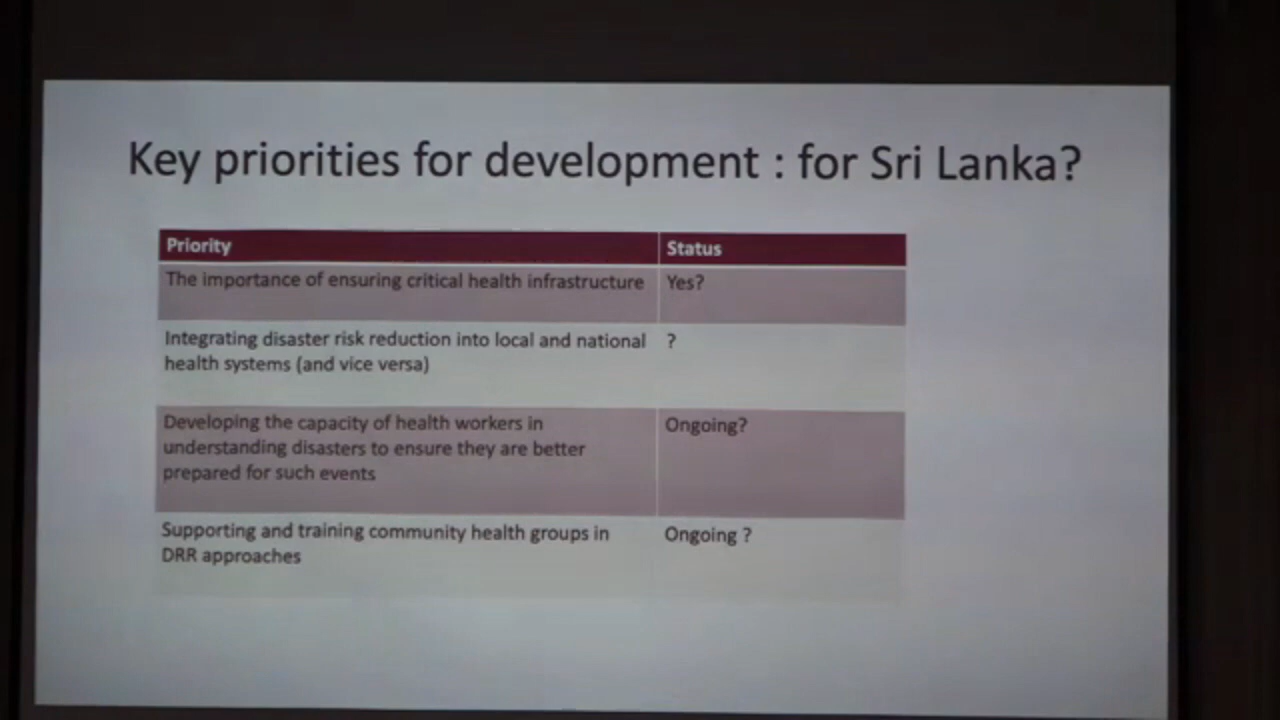 Key priorities for development : for Sri Lanka?
Priority Status
The importance of ensuring critical health infrastructure Yes?
Integrating disaster risk reduction into local and national ?
health systems (and vice versa)
Developing the capacity of health workers in Ongoing?
understanding disasters to ensure they are better
prepared for such events
Supporting and training community health groups in Ongoing ?
DRR approaches